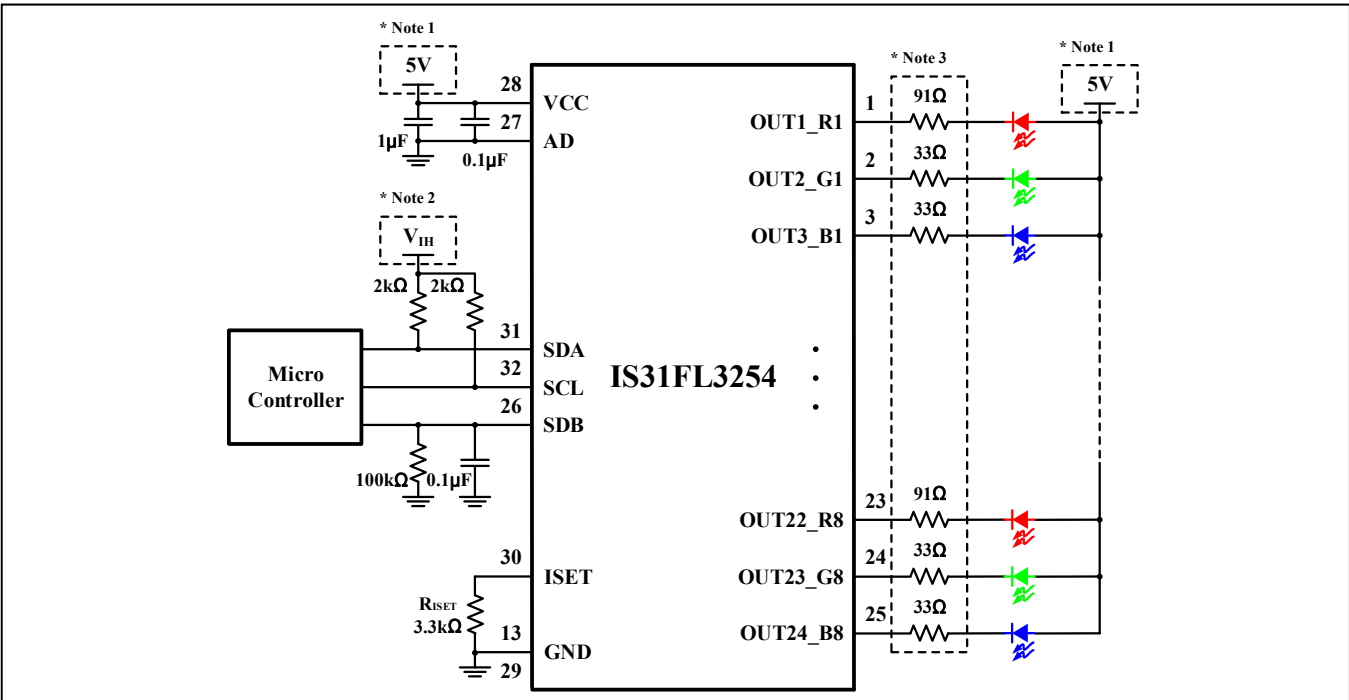 * Note 1
5V
28
VCC
27
AD
1µF
0.1µF
* Note 2
VIH
2kΩ
2kΩ
31
SDA
32
SCL
26
SDB
Micro
Controller
100kΩ
0.1µF
30
ISET
RISET
3.3kΩ
13
GND
29
IS31FL3254
* Note 3
* Note 1
5V
OUT1_R1
1
91Ω
OUT2_G1
2
33Ω
OUT3_B1
3
33Ω
OUT22_R8
23
91Ω
OUT23_G8
24
33Ω
OUT24_B8
25
33Ω